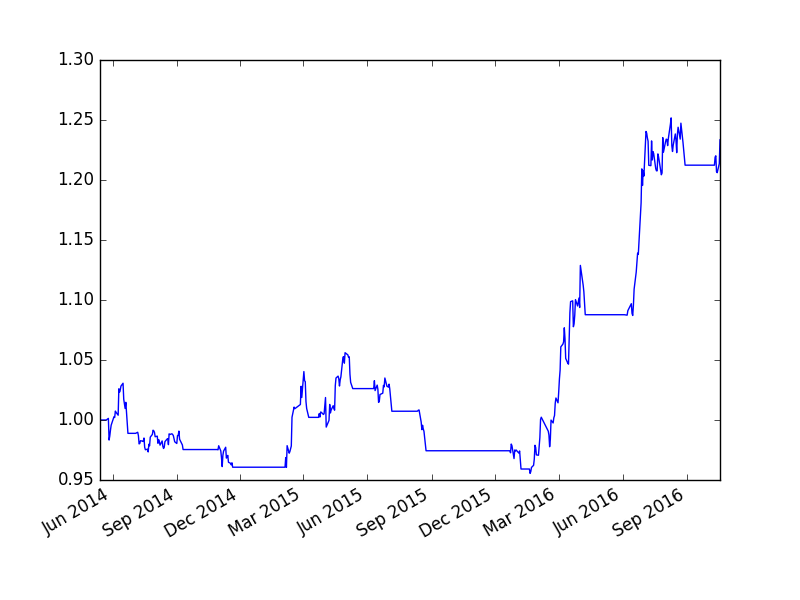 1.30
1.25
1.20
1.15
1.10
1.05
1.00
0.95
Jun 2014
Sep 2014
Dec 2014
Mar 2015
Jun 2015
Sep 2015
Dec 2015
Mar 2016
Jun 2016
Sep 2016